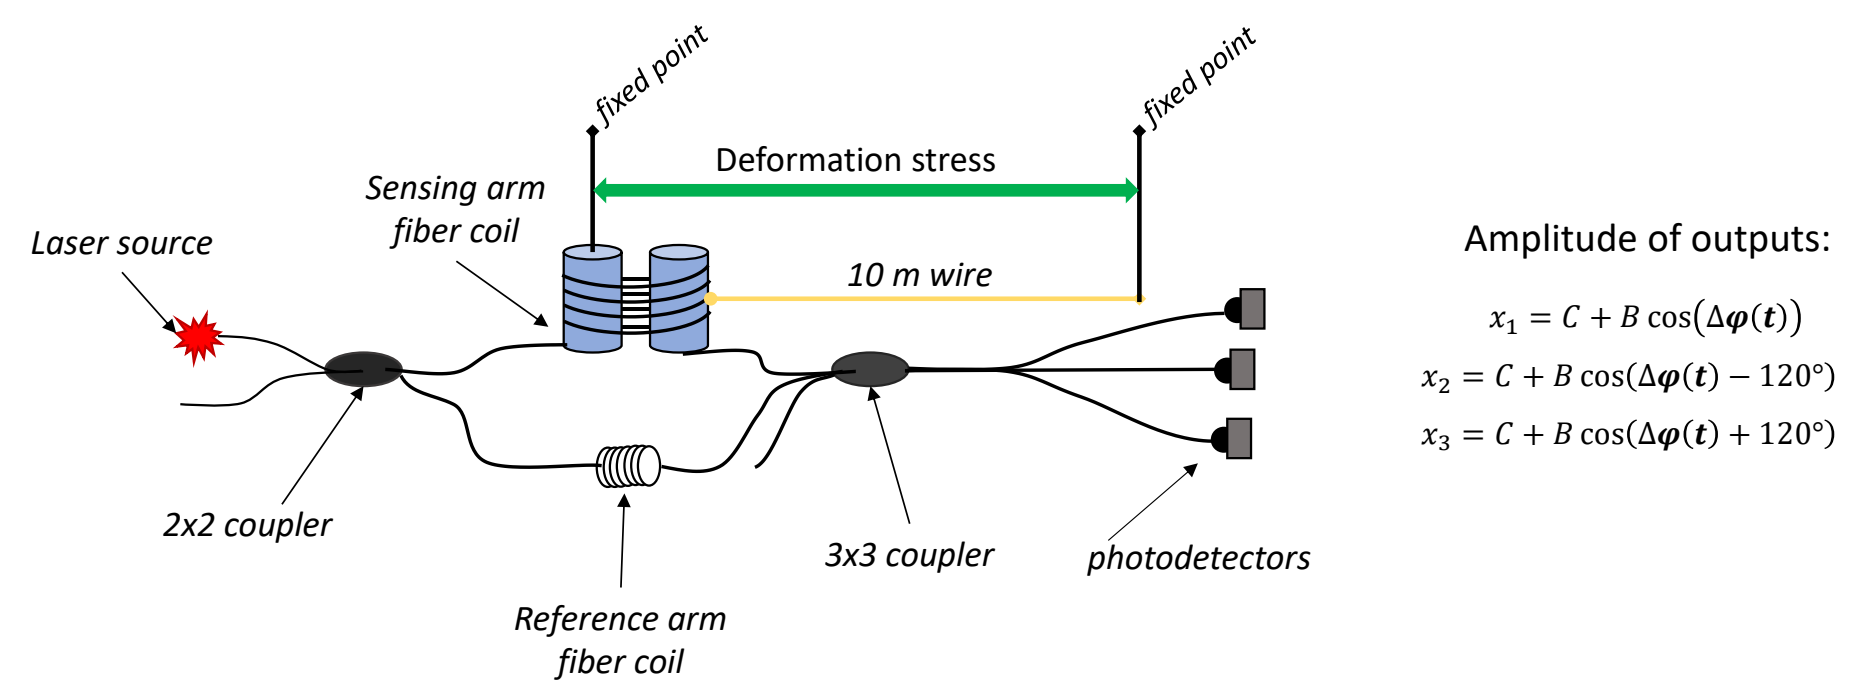 fixed point
fixed point
Deformation stress
Sensing arm
fiber coil
Laser source
10 m wire
Amplitude of outputs:
x₁ = C + B cos(Δφ(t))
x₂ = C + B cos(Δφ(t) − 120°)
x₃ = C + B cos(Δφ(t) + 120°)
2x2 coupler
3x3 coupler
photodetectors
Reference arm
fiber coil